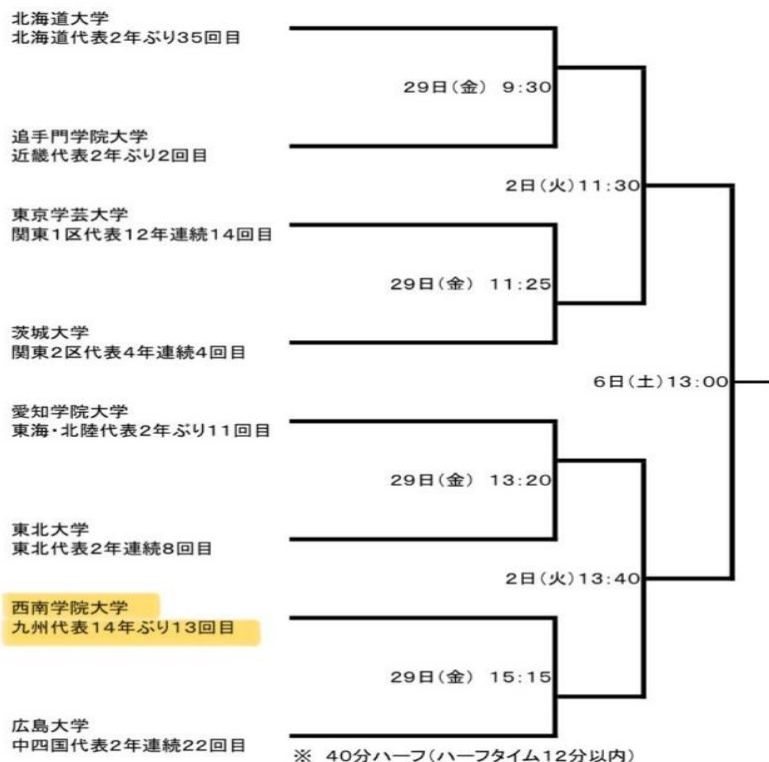 北海道大学
北海道代表2年ぶり35回目
29日(金) 9:30
追手門学院大学
近畿代表2年ぶり2回目
2日(火)11:30
東京学芸大学
関東1区代表12年連続14回目
29日(金) 11:25
茨城大学
関東2区代表4年連続4回目
6日(土)13:00
愛知学院大学
東海・北陸代表2年ぶり11回目
29日(金) 13:20
東北大学
東北代表2年連続8回目
2日(火)13:40
西南学院大学
九州代表14年ぶり13回目
29日(金) 15:15
広島大学
中四国代表2年連続22回目
※ 40分ハーフ(ハーフタイム12分以内)